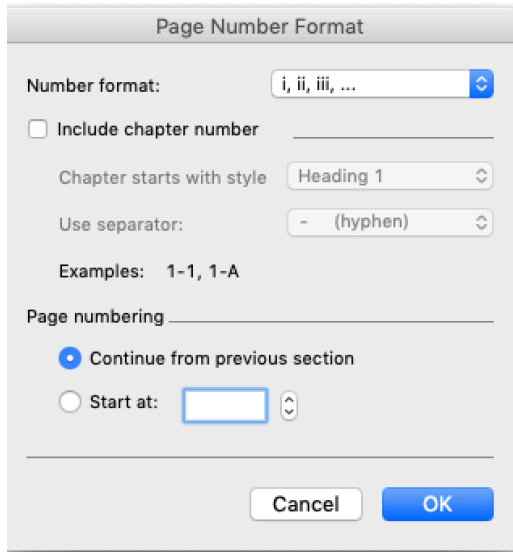 Page Number Format
Number format: i, ii, iii, ...
Include chapter number
Chapter starts with style Heading 1
Use separator: - (hyphen)
Examples: 1-1, 1-A
Page numbering
Continue from previous section
Start at:
Cancel OK